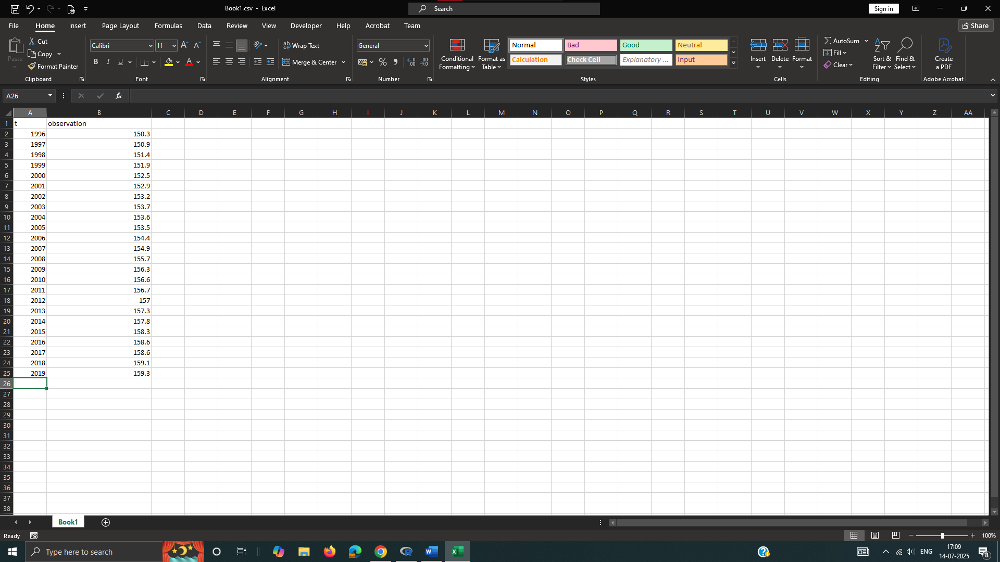 Book1.csv - Excel
Search
Sign in
File Home Insert Page Layout Formulas Data Review View Developer Help Acrobat Team
Share
Paste
Cut
Copy
Format Painter
Clipboard
Calibri 11
B I U
Font
Wrap Text
Merge & Center
Alignment
General
Number
Conditional Formatting
Format as Table
Normal Bad Good Neutral
Calculation Check Cell Explanatory ... Input
Styles
Insert Delete Format
Cells
AutoSum
Fill
Clear
Sort & Filter
Find & Select
Editing
Create a PDF
Adobe Acrobat
A26 fx
A B C D E F G H I J K L M N O P Q R S T U V W X Y Z AA
1 t observation
2 1996 150.3
3 1997 150.9
4 1998 151.4
5 1999 151.9
6 2000 152.5
7 2001 152.9
8 2002 153.2
9 2003 153.7
10 2004 153.6
11 2005 153.5
12 2006 154.4
13 2007 154.9
14 2008 155.7
15 2009 156.3
16 2010 156.6
17 2011 156.7
18 2012 157
19 2013 157.3
20 2014 157.8
21 2015 158.3
22 2016 158.6
23 2017 158.6
24 2018 159.1
25 2019 159.3
26
27
28
29
30
31
32
33
34
35
36
37
38
Book1
Ready
100%
Type here to search
ENG
17:09
14-07-2025
8